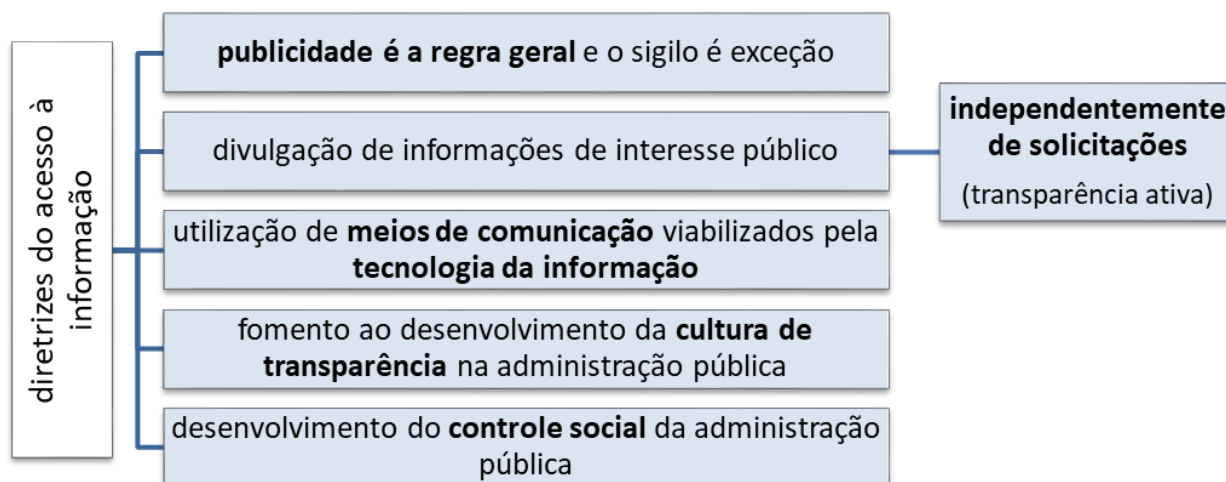 diretrizes do acesso à
informação
publicidade é a regra geral e o sigilo é exceção
divulgação de informações de interesse público
independentemente
de solicitações
(transparência ativa)
utilização de meios de comunicação viabilizados pela
tecnologia da informação
fomento ao desenvolvimento da cultura de
transparência na administração pública
desenvolvimento do controle social da administração
pública